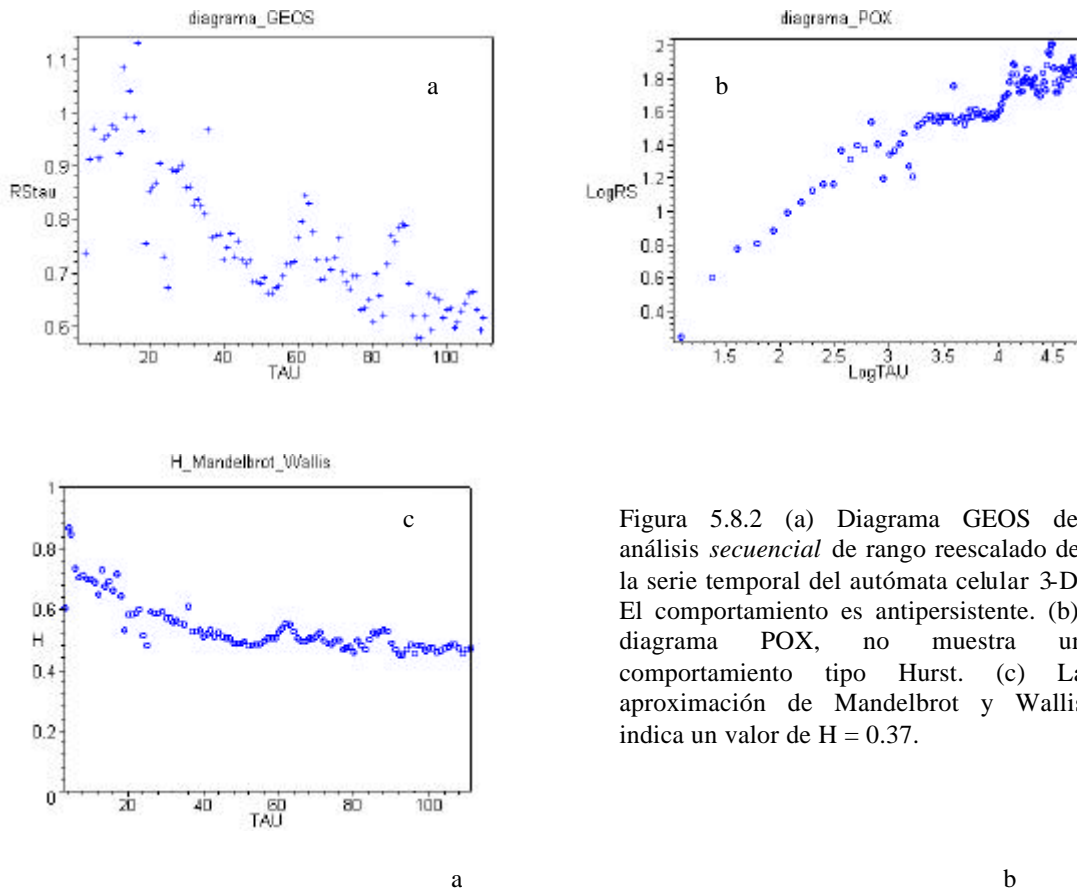 diagrama_GEOS
a
RStau
1.1
1
0.9
0.8
0.7
0.6
20
40
60
80
100
TAU
diagrama_POX
b
LogRS
2
1.8
1.6
1.4
1.2
1
0.8
0.6
0.4
1.5
2
2.5
3
3.5
4
4.5
LogTAU
H_Mandelbrot_Wallis
c
1
0.8
0.6
H
0.4
0.2
0
20
40
60
80
100
TAU
Figura 5.8.2 (a) Diagrama GEOS de
análisis secuencial de rango reescalado de
la serie temporal del autómata celular 3-D
El comportamiento es antipersistente. (b)
diagrama POX, no muestra un
comportamiento tipo Hurst. (c) La
aproximación de Mandelbrot y Wallis
indica un valor de H = 0.37.
a
b